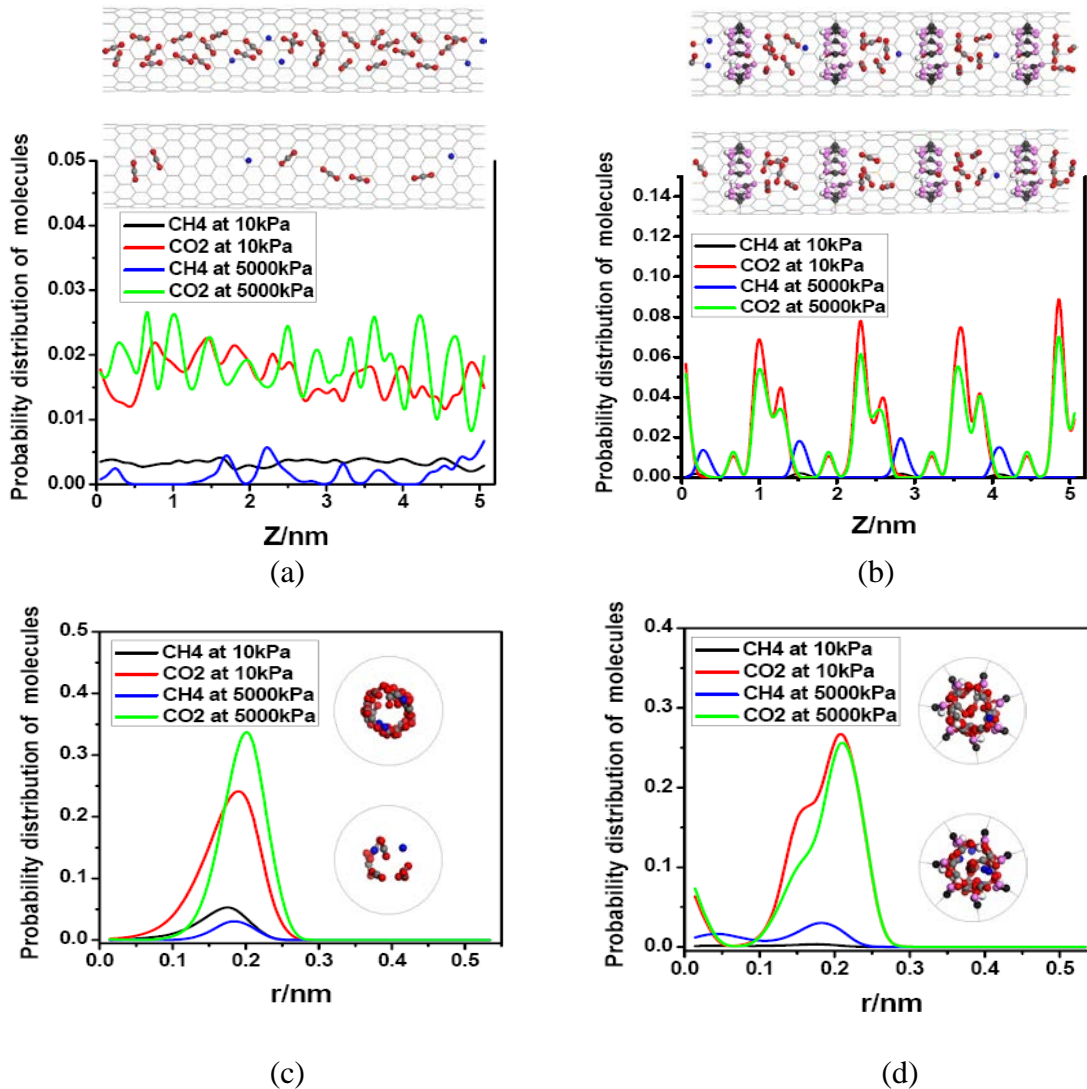 (a)
(b)
Probability distribution of molecules
0.05
0.04
0.03
0.02
0.01
0.00
CH4 at 10kPa
CO2 at 10kPa
CH4 at 5000kPa
CO2 at 5000kPa
0 1 2 3 4 5
Z/nm
(a)
Probability distribution of molecules
0.14
0.12
0.10
0.08
0.06
0.04
0.02
0.00
CH4 at 10kPa
CO2 at 10kPa
CH4 at 5000kPa
CO2 at 5000kPa
0 1 2 3 4 5
Z/nm
(b)
Probability distribution of molecules
0.5
0.4
0.3
0.2
0.1
0.0
CH4 at 10kPa
CO2 at 10kPa
CH4 at 5000kPa
CO2 at 5000kPa
0.0 0.1 0.2 0.3 0.4 0.5
r/nm
(c)
Probability distribution of molecules
0.4
0.3
0.2
0.1
0.0
CH4 at 10kPa
CO2 at 10kPa
CH4 at 5000kPa
CO2 at 5000kPa
0.0 0.1 0.2 0.3 0.4 0.5
r/nm
(d)